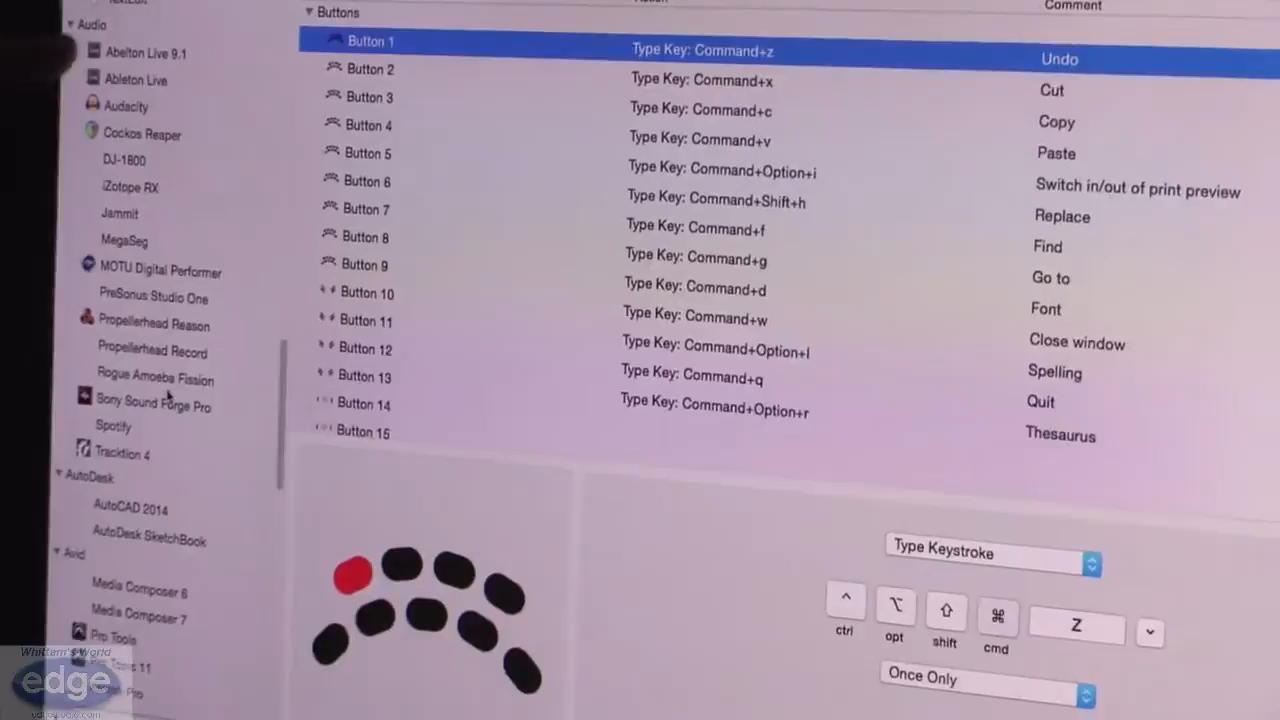 Comment
Buttons
Audio
Button 1 Type Key: Command+z Undo
Abelton Live 9.1
Button 2 Type Key: Command+x Cut
Ableton Live
Button 3 Type Key: Command+c Copy
Audacity
Button 4 Type Key: Command+v Paste
Cockos Reaper
Button 5 Type Key: Command+Option+i Switch in/out of print preview
DJ-1800
Button 6 Type Key: Command+Shift+h Replace
iZotope RX
Button 7 Type Key: Command+f Find
Jammit
Button 8 Type Key: Command+g Go to
MegaSeg
Button 9 Type Key: Command+d Font
MOTU Digital Performer
Button 10 Type Key: Command+w Close window
PreSonus Studio One
Button 11 Type Key: Command+Option+l Spelling
Propellerhead Reason
Button 12 Type Key: Command+q Quit
Propellerhead Record
Button 13 Type Key: Command+Option+r Thesaurus
Rogue Amoeba Fission
Button 14
Sony Sound Forge Pro
Button 15
Spotify
Tracktion 4
AutoDesk
AutoCAD 2014
AutoDesk SketchBook
Avid
Media Composer 6
Media Composer 7
Pro Tools
Type Keystroke
Z
ctrl opt shift cmd
Once Only
Whittam's World
edge